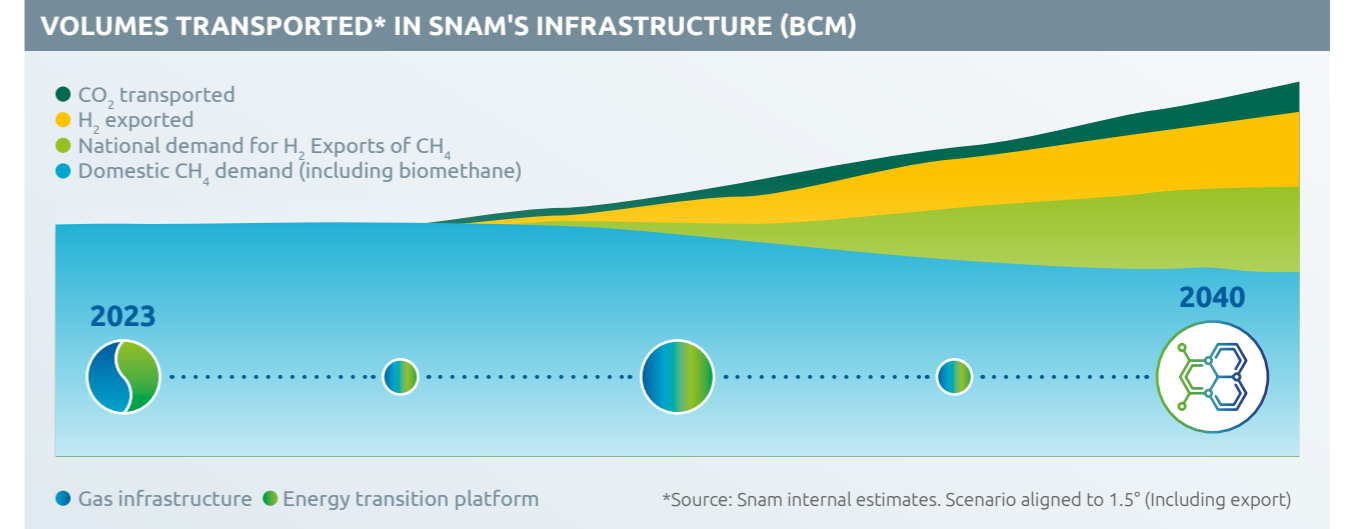 VOLUMES TRANSPORTED* IN SNAM'S INFRASTRUCTURE (BCM)
CO₂ transported
H₂ exported
National demand for H₂ Exports of CH₄
Domestic CH₄ demand (including biomethane)
2023
2040
Gas infrastructure
Energy transition platform
*Source: Snam internal estimates. Scenario aligned to 1.5° (Including export)